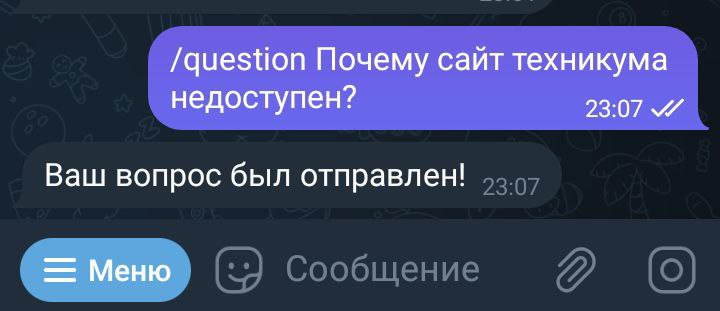 /question Почему сайт техникума
недоступен?
23:07
Ваш вопрос был отправлен! 23:07
Меню Сообщение